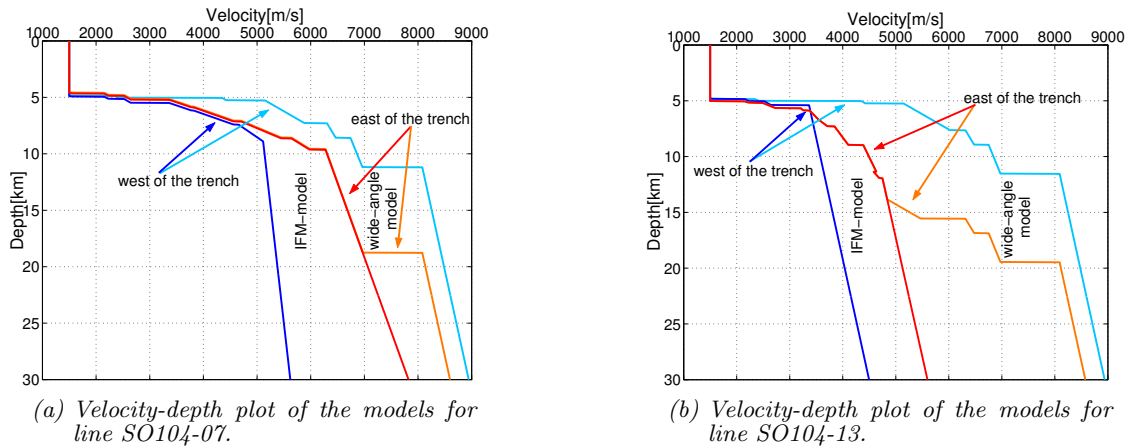 Velocity[m/s]
1000 2000 3000 4000 5000 6000 7000 8000 9000
0
5
10
15
20
25
30
Depth[km]
east of the trench
west of the trench
IFM−model
wide−angle
model
(a) Velocity-depth plot of the models for
line SO104-07.
Velocity[m/s]
1000 2000 3000 4000 5000 6000 7000 8000 9000
0
5
10
15
20
25
30
Depth[km]
east of the trench
west of the trench
IFM−model
wide−angle
model
(b) Velocity-depth plot of the models for
line SO104-13.